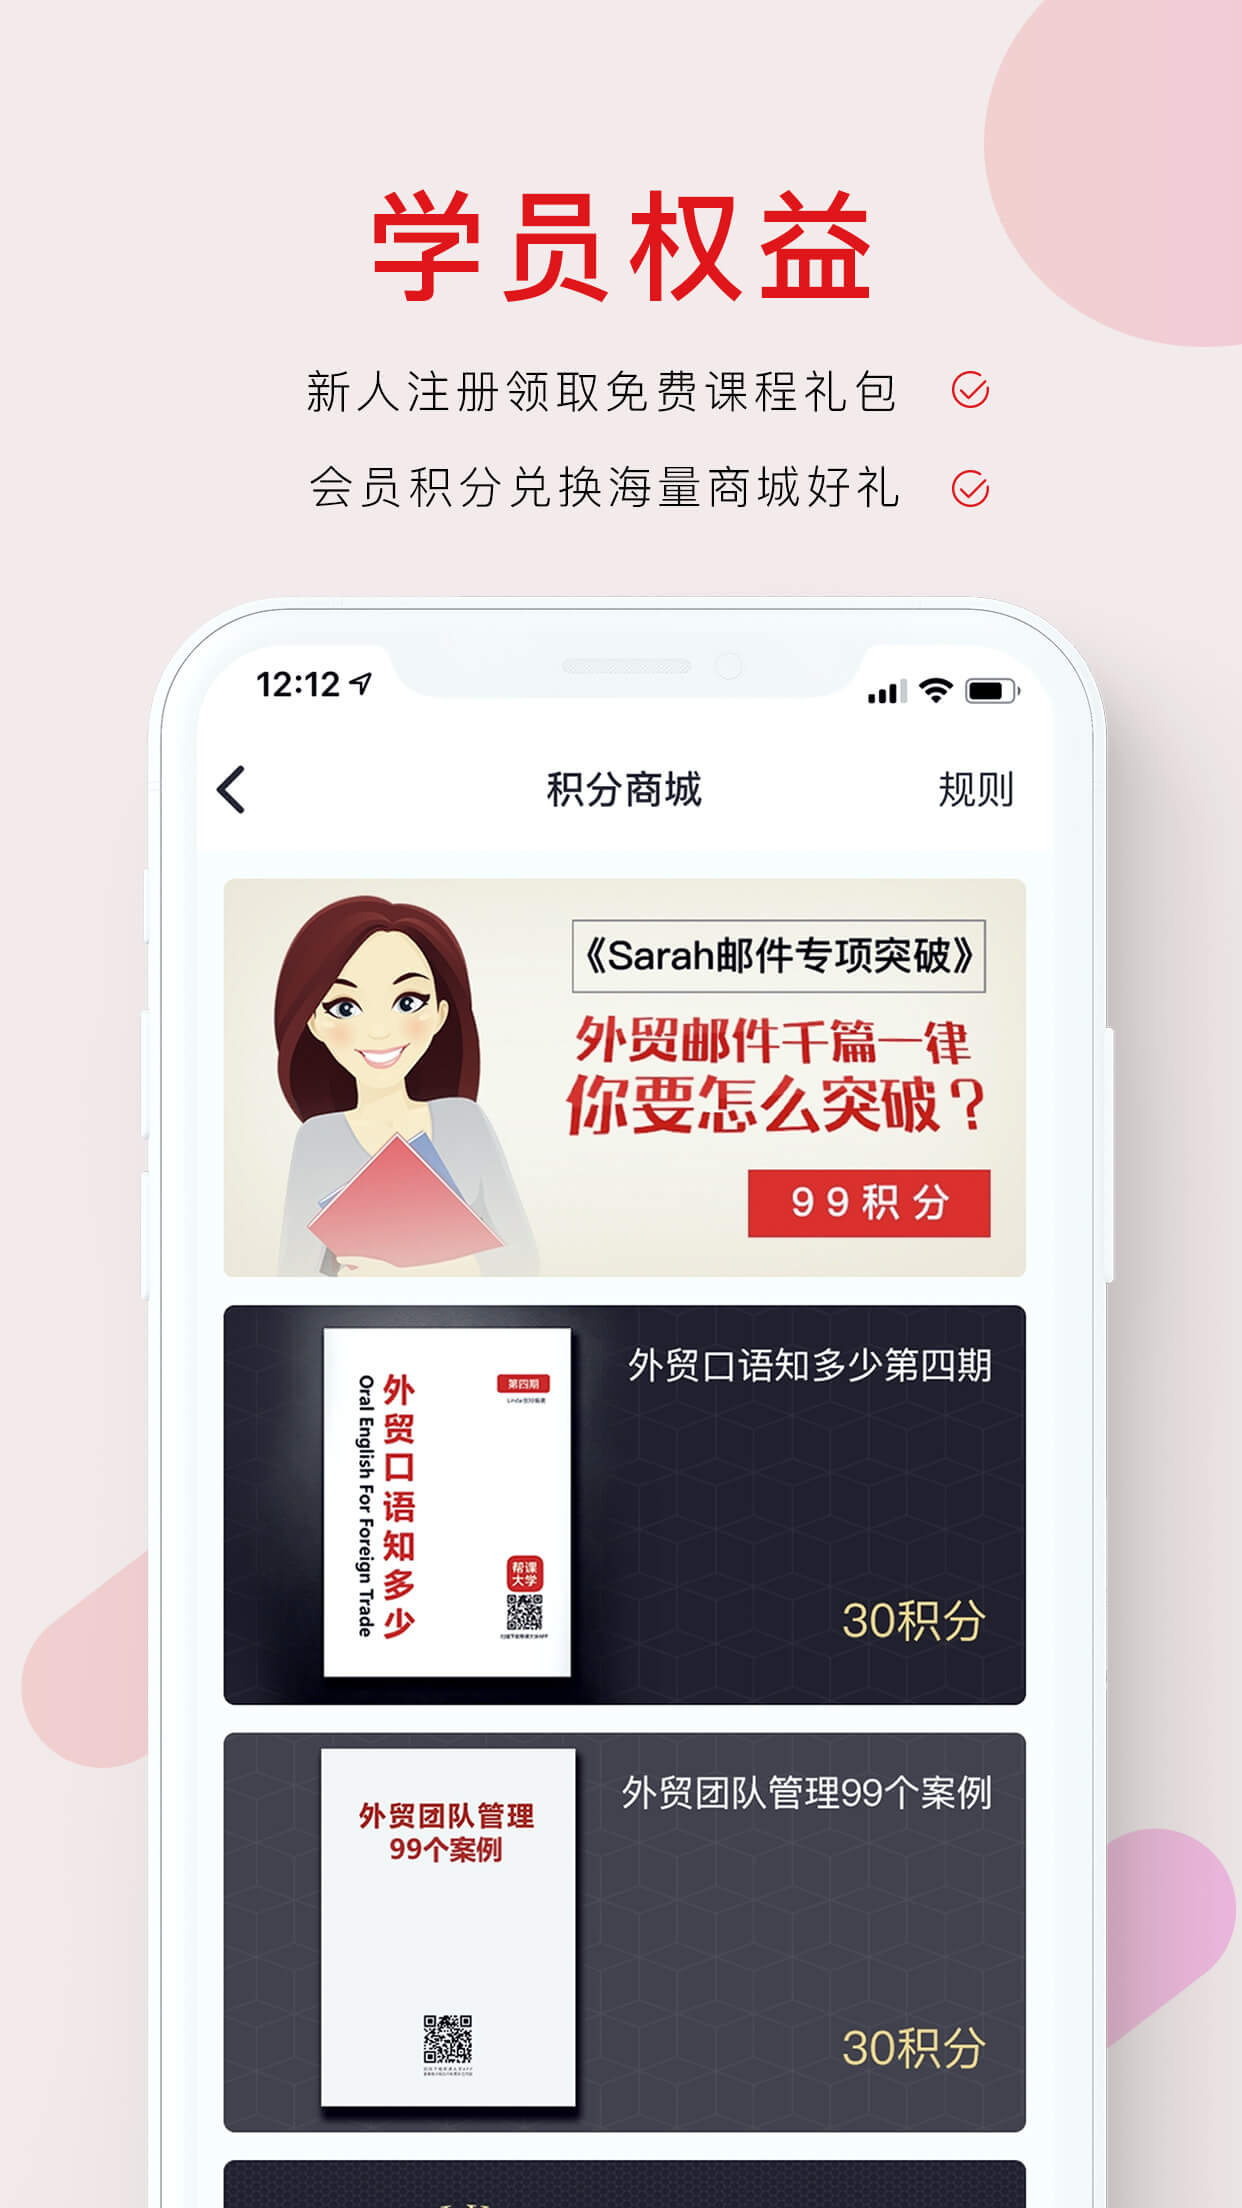 学员权益
新人注册领取免费课程礼包
会员积分兑换海量商城好礼
12:12
积分商城
规则
《Sarah邮件专项突破》
外贸邮件千篇一律
你要怎么突破？
99积分
外贸口语知多少第四期
第四期
外贸口语知多少
Oral English For Foreign Trade
帮课
大学
30积分
外贸团队管理99个案例
外贸团队管理
99个案例
30积分